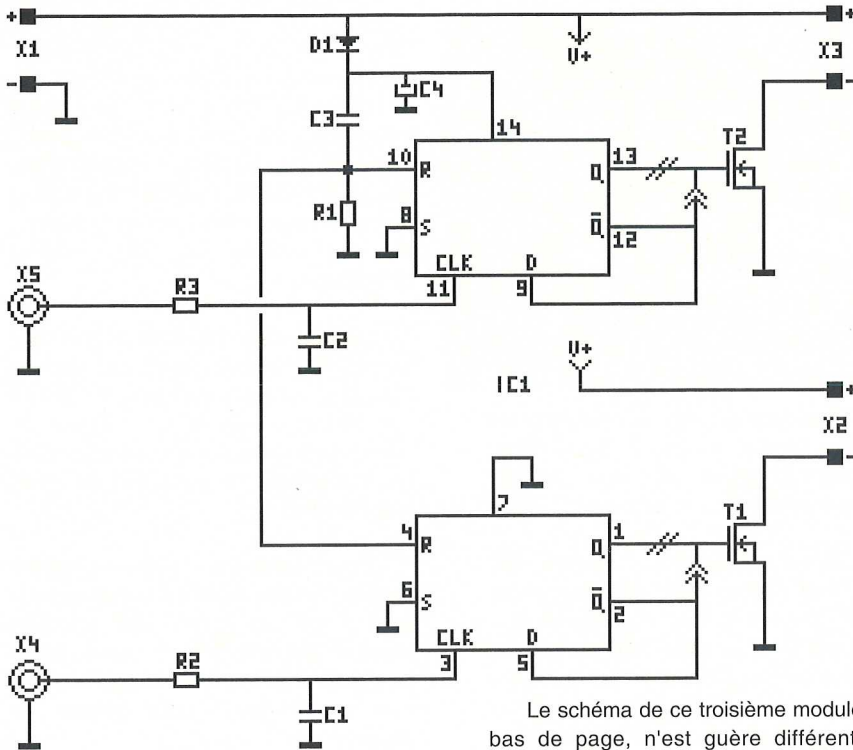 + +
X1 D1 V+ X3
- -
C4
C3 14 T2
10 R 13 Q
R1 8 S Q̅ 12
CLK D
X5 R3 11 9
C2 V+
IC1 +
X2
7 -
T1
4 R 1 Q
6 S Q̅ 2
CLK D
X4 R2 3 5
C1
Le schéma de ce troisième module
bas de page, n'est guère différent